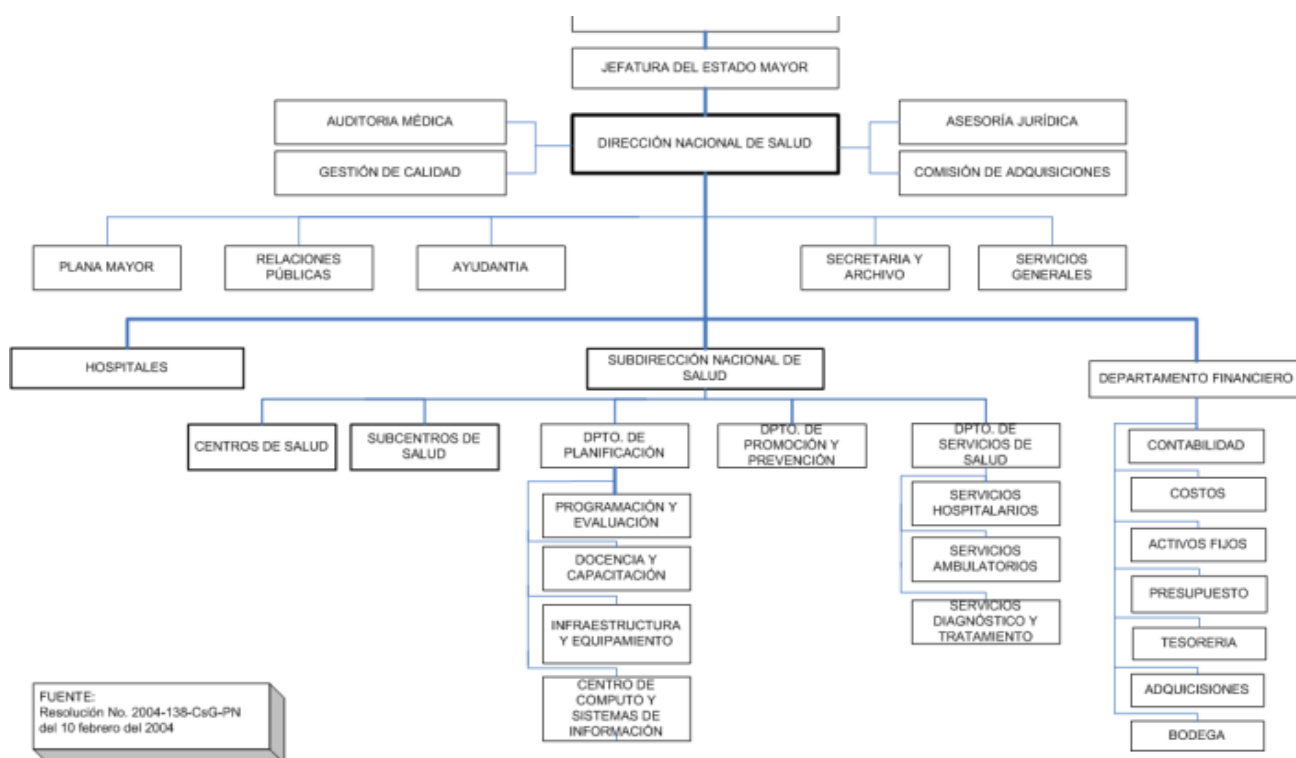 JEFATURA DEL ESTADO MAYOR
AUDITORIA MÉDICA
ASESORÍA JURÍDICA
DIRECCIÓN NACIONAL DE SALUD
GESTIÓN DE CALIDAD
COMISIÓN DE ADQUISICIONES
PLANA MAYOR
RELACIONES
PÚBLICAS
AYUDANTIA
SECRETARIA Y
ARCHIVO
SERVICIOS
GENERALES
HOSPITALES
SUBDIRECCIÓN NACIONAL DE
SALUD
DEPARTAMENTO FINANCIERO
CENTROS DE SALUD
SUBCENTROS DE
SALUD
DPTO. DE
PLANIFICACIÓN
DPTO. DE
PROMOCIÓN Y
PREVENCIÓN
DPTO. DE
SERVICIOS DE
SALUD
PROGRAMACIÓN Y
EVALUACIÓN
DOCENCIA Y
CAPACITACIÓN
INFRAESTRUCTURA
Y EQUIPAMIENTO
CENTRO DE
COMPUTO Y
SISTEMAS DE
INFORMACIÓN
SERVICIOS
HOSPITALARIOS
SERVICIOS
AMBULATORIOS
SERVICIOS
DIAGNÓSTICO Y
TRATAMIENTO
CONTABILIDAD
COSTOS
ACTIVOS FIJOS
PRESUPUESTO
TESORERIA
ADQUICISIONES
BODEGA
FUENTE:
Resolución No. 2004-138-CsG-PN
del 10 febrero del 2004